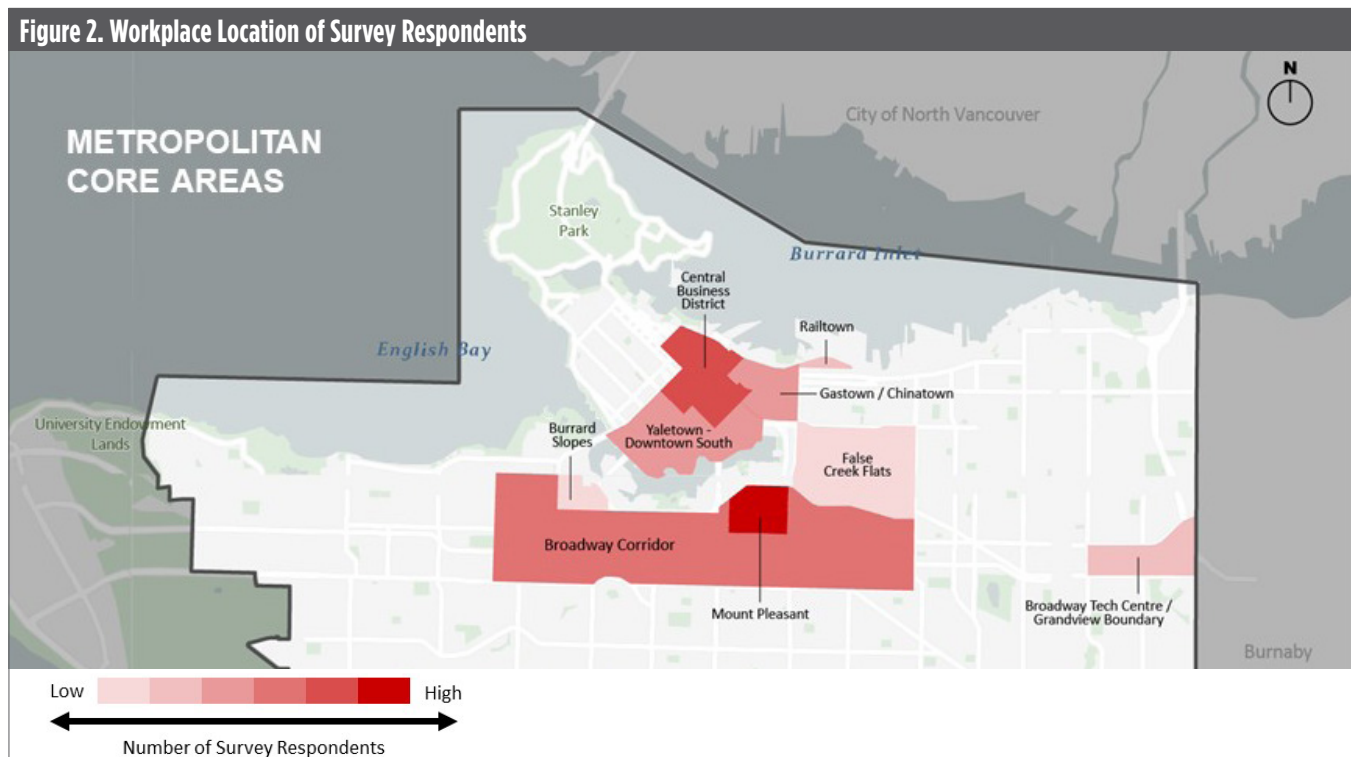 Figure 2. Workplace Location of Survey Respondents
N
City of North Vancouver
METROPOLITAN
CORE AREAS
Stanley
Park
Burrard Inlet
Central
Business
District
Railtown
English Bay
Gastown / Chinatown
University Endowment
Lands
Burrard
Slopes
Yaletown -
Downtown South
False
Creek Flats
Broadway Corridor
Mount Pleasant
Broadway Tech Centre /
Grandview Boundary
Burnaby
Low
High
Number of Survey Respondents